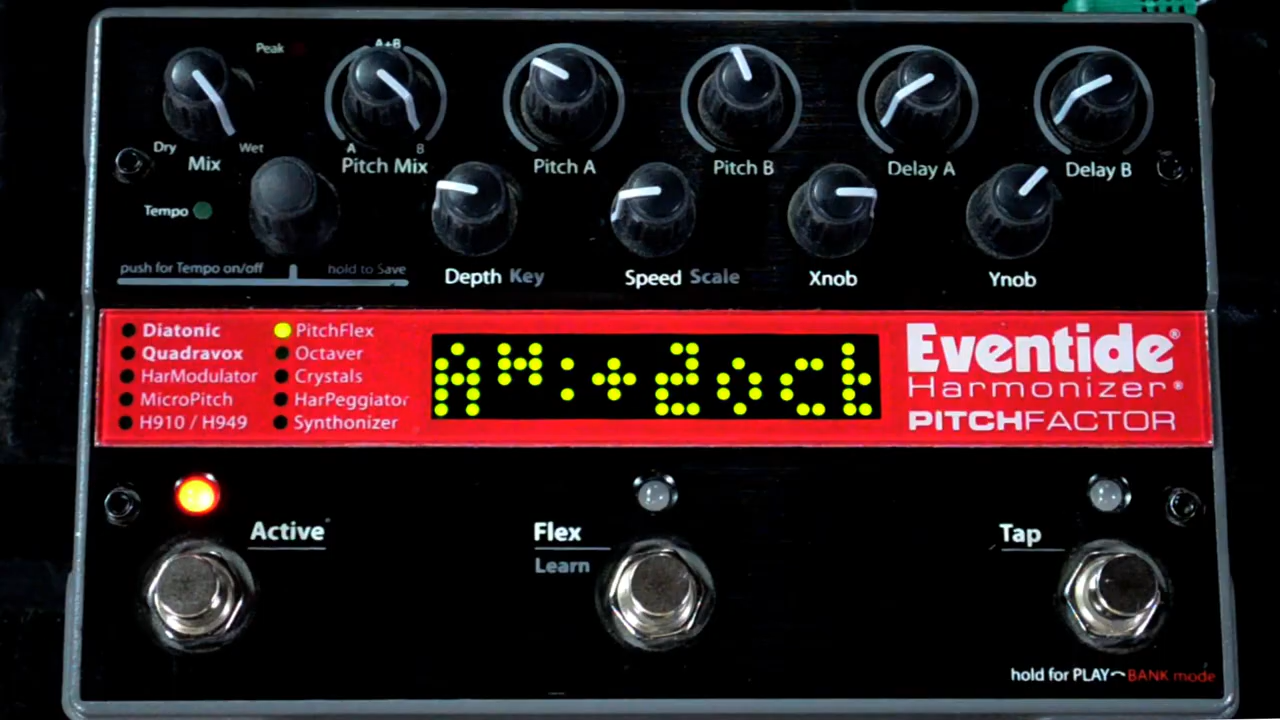 Peak
A+B
Dry Wet
Mix
A B
Pitch Mix
Pitch A
Pitch B
Delay A
Delay B
Tempo
push for Tempo on/off
hold to Save
Depth Key
Speed Scale
Xnob
Ynob
Diatonic
Quadravox
HarModulator
MicroPitch
H910 / H949
PitchFlex
Octaver
Crystals
HarPeggiator
Synthonizer
Eventide®
Harmonizer®
PITCHFACTOR
Active
Flex
Learn
Tap
hold for PLAY BANK mode